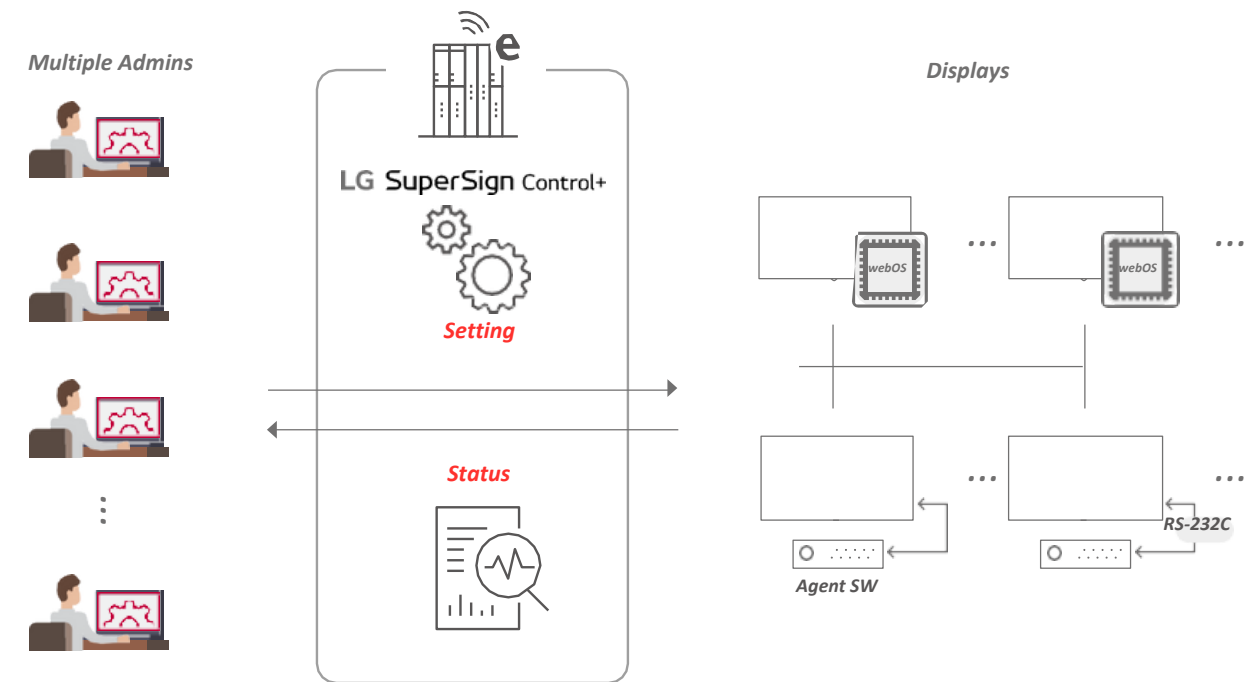 Multiple Admins
e
LG SuperSign Control+
Setting
Status
Displays
webOS
...
webOS
...
...
...
RS-232C
Agent SW